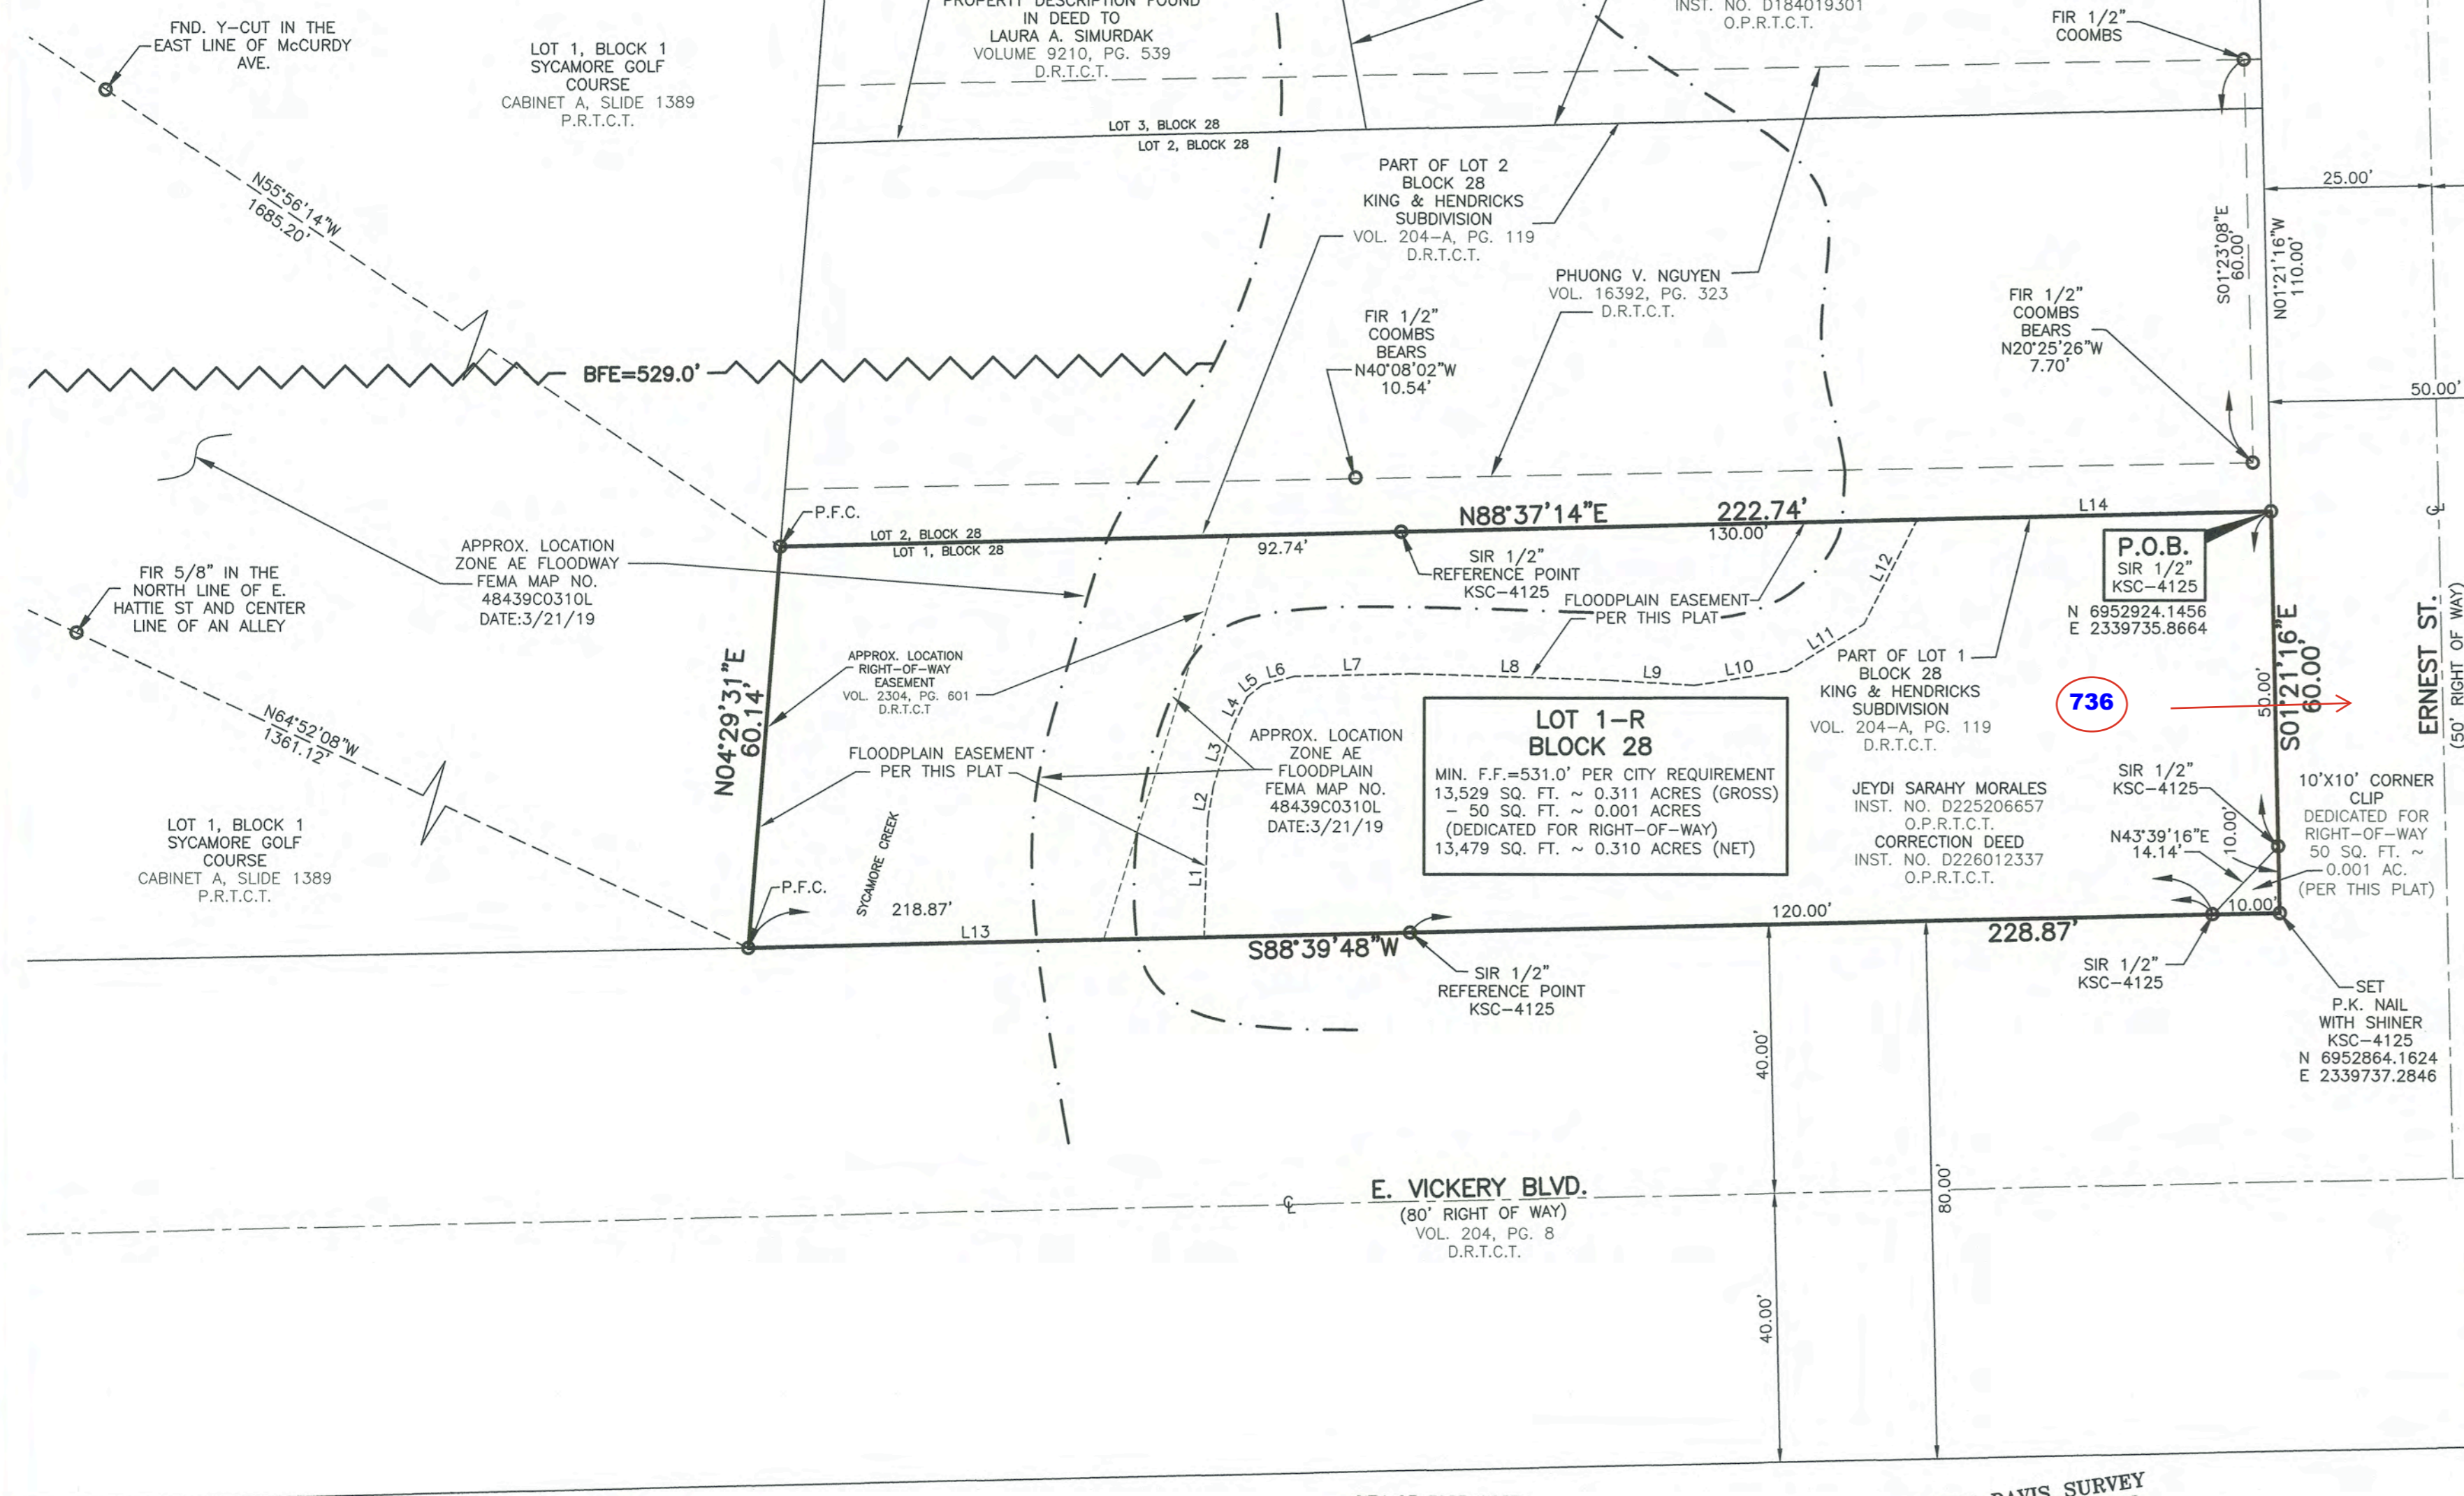 PROPERTY DESCRIPTION FOUND
IN DEED TO
LAURA A. SIMURDAK
VOLUME 9210, PG. 539
D.R.T.C.T.
INST. NO. D184019301
O.P.R.T.C.T.
FIR 1/2"
COOMBS
FND. Y-CUT IN THE
EAST LINE OF McCURDY
AVE.
LOT 1, BLOCK 1
SYCAMORE GOLF
COURSE
CABINET A, SLIDE 1389
P.R.T.C.T.
LOT 3, BLOCK 28
LOT 2, BLOCK 28
PART OF LOT 2
BLOCK 28
KING & HENDRICKS
SUBDIVISION
VOL. 204-A, PG. 119
D.R.T.C.T.
25.00'
N55°56'14"W
1685.20'
S01°23'08"E
60.00'
N01°21'16"W
110.00'
PHUONG V. NGUYEN
VOL. 16392, PG. 323
D.R.T.C.T.
FIR 1/2"
COOMBS
BEARS
N40°08'02"W
10.54'
FIR 1/2"
COOMBS
BEARS
N20°25'26"W
7.70'
BFE=529.0'
50.00'
P.F.C.
LOT 2, BLOCK 28
LOT 1, BLOCK 28
N88°37'14"E
222.74'
92.74'
130.00'
L14
P.O.B.
SIR 1/2"
KSC-4125
N 6952924.1456
E 2339735.8664
APPROX. LOCATION
ZONE AE FLOODWAY
FEMA MAP NO.
48439C0310L
DATE:3/21/19
SIR 1/2"
REFERENCE POINT
KSC-4125
FIR 5/8" IN THE
NORTH LINE OF E.
HATTIE ST AND CENTER
LINE OF AN ALLEY
FLOODPLAIN EASEMENT
PER THIS PLAT
L12
L11
L10
L9
L8
L7
L6
L5
L4
L3
L2
L1
APPROX. LOCATION
RIGHT-OF-WAY
EASEMENT
VOL. 2304, PG. 601
D.R.T.C.T
N04°29'31"E
60.14'
PART OF LOT 1
BLOCK 28
KING & HENDRICKS
SUBDIVISION
VOL. 204-A, PG. 119
D.R.T.C.T.
736
50.00'
S01°21'16"E
60.00'
ERNEST ST.
(50' RIGHT OF WAY)
N64°52'08"W
1361.12'
FLOODPLAIN EASEMENT
PER THIS PLAT
APPROX. LOCATION
ZONE AE
FLOODPLAIN
FEMA MAP NO.
48439C0310L
DATE:3/21/19
LOT 1-R
BLOCK 28
MIN. F.F.=531.0' PER CITY REQUIREMENT
13,529 SQ. FT. ~ 0.311 ACRES (GROSS)
- 50 SQ. FT. ~ 0.001 ACRES
(DEDICATED FOR RIGHT-OF-WAY)
13,479 SQ. FT. ~ 0.310 ACRES (NET)
JEYDI SARAHY MORALES
INST. NO. D225206657
O.P.R.T.C.T.
CORRECTION DEED
INST. NO. D226012337
O.P.R.T.C.T.
SIR 1/2"
KSC-4125
N43°39'16"E
14.14'
10.00'
10.00'
10'X10' CORNER
CLIP
DEDICATED FOR
RIGHT-OF-WAY
50 SQ. FT. ~
0.001 AC.
(PER THIS PLAT)
LOT 1, BLOCK 1
SYCAMORE GOLF
COURSE
CABINET A, SLIDE 1389
P.R.T.C.T.
P.F.C.
SYCAMORE CREEK
218.87'
L13
S88°39'48"W
120.00'
228.87'
SIR 1/2"
REFERENCE POINT
KSC-4125
SIR 1/2"
KSC-4125
SET
P.K. NAIL
WITH SHINER
KSC-4125
N 6952864.1624
E 2339737.2846
40.00'
80.00'
E. VICKERY BLVD.
(80' RIGHT OF WAY)
VOL. 204, PG. 8
D.R.T.C.T.
40.00'
DAVIS SURVEY